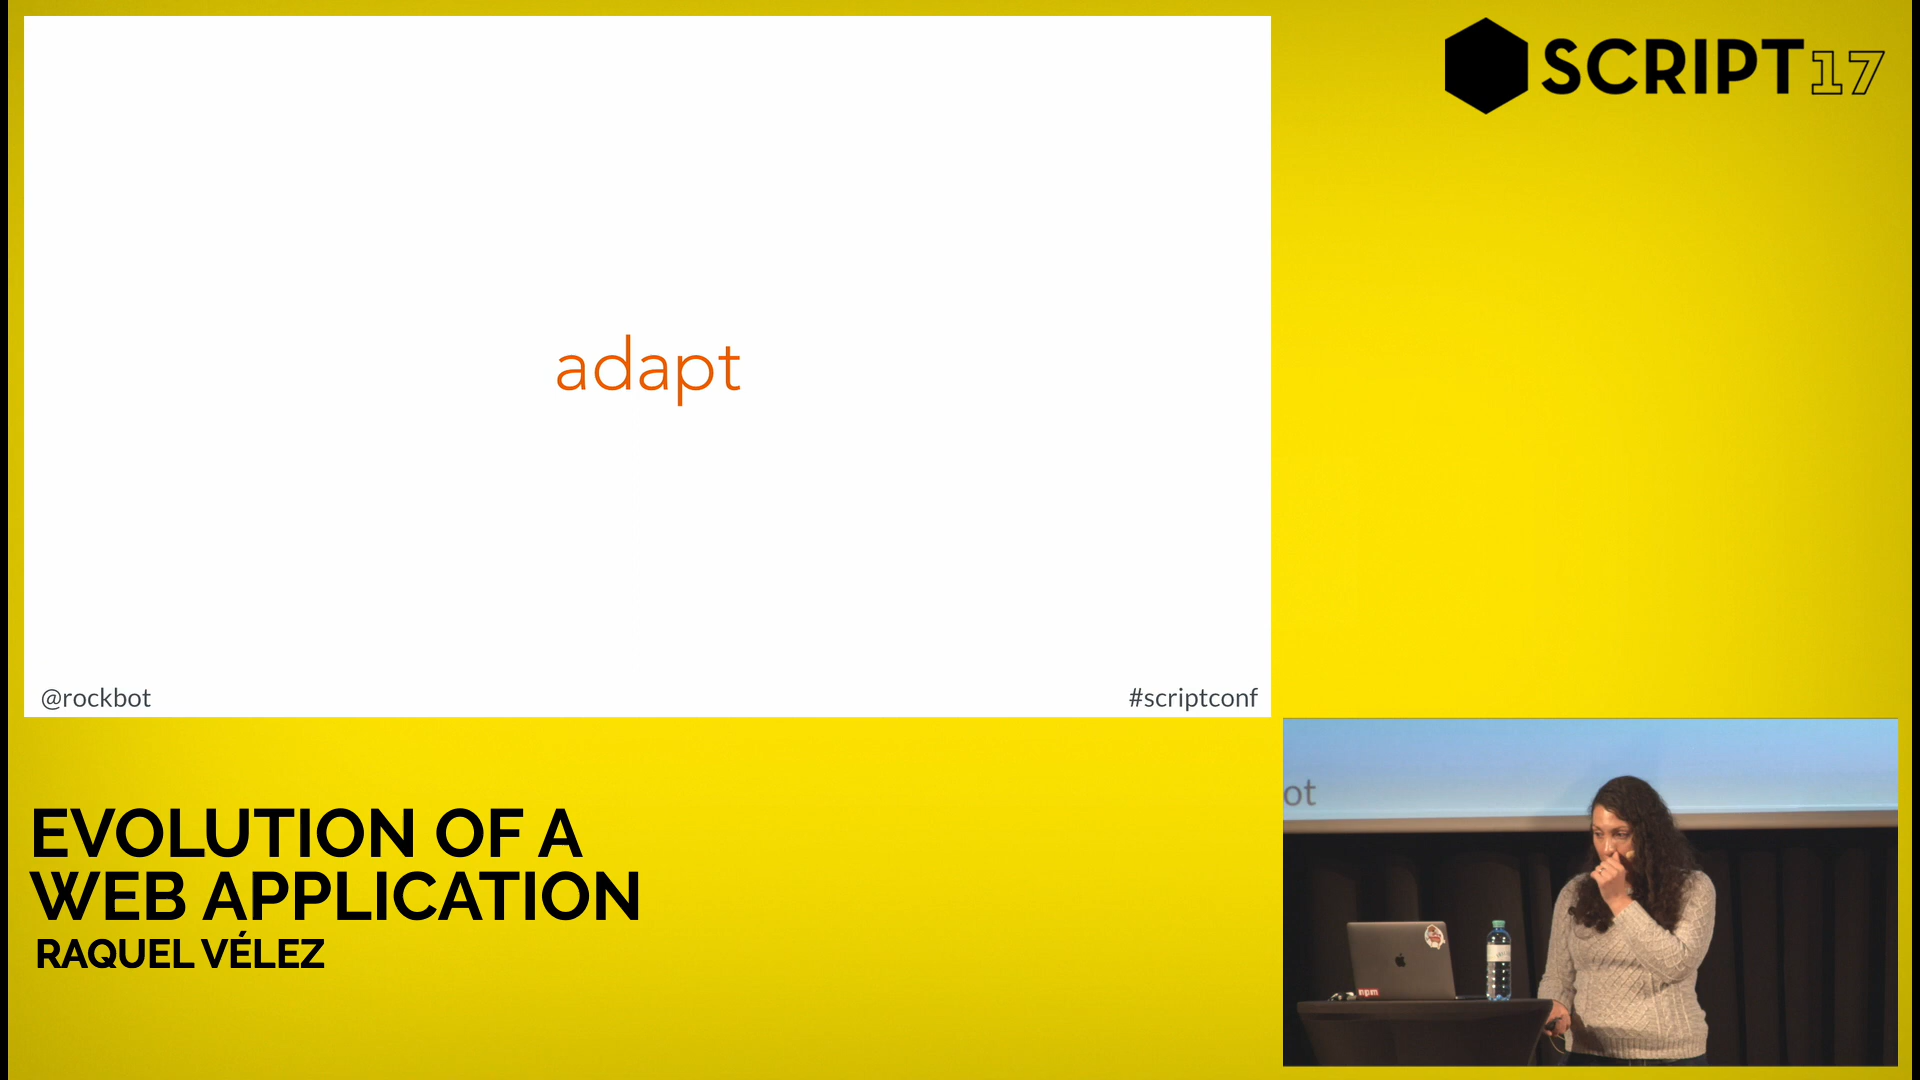 SCRIPT17
adapt
@rockbot
#scriptconf
EVOLUTION OF A
WEB APPLICATION
RAQUEL VÉLEZ
ot
npm